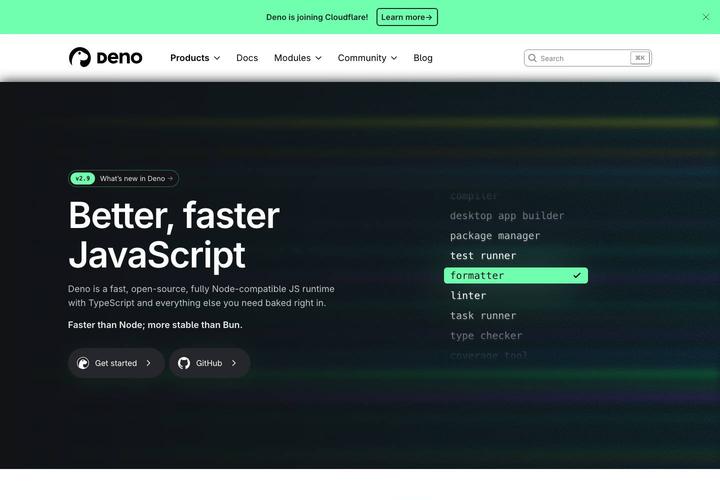 Deno is joining Cloudflare!
Learn more→
DENO
Products
Docs
Modules
Community
Blog
Search
⌘K
v2.9
What's new in Deno →
Better, faster
JavaScript
Deno is a fast, open-source, fully Node-compatible JS runtime
with TypeScript and everything else you need baked right in.
Faster than Node; more stable than Bun.
Get started
GitHub
compiler
desktop app builder
package manager
test runner
formatter
linter
task runner
type checker
coverage tool